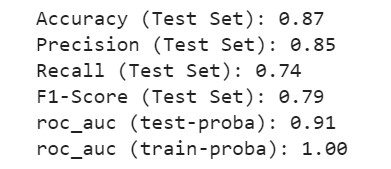 Accuracy (Test Set): 0.87
Precision (Test Set): 0.85
Recall (Test Set): 0.74
F1-Score (Test Set): 0.79
roc_auc (test-proba): 0.91
roc_auc (train-proba): 1.00